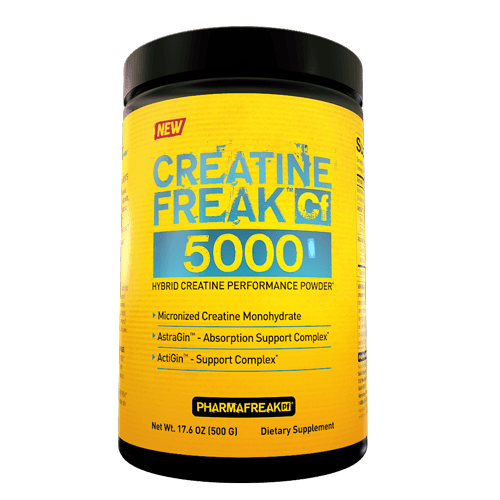 NEW
CREATINE
FREAK™ Cf
5000
HYBRID CREATINE PERFORMANCE POWDER*
Micronized Creatine Monohydrate
AstraGin™ - Absorption Support Complex*
ActiGin™ - Support Complex*
PHARMAFREAK Pf
Net Wt. 17.6 OZ (500 G) Dietary Supplement